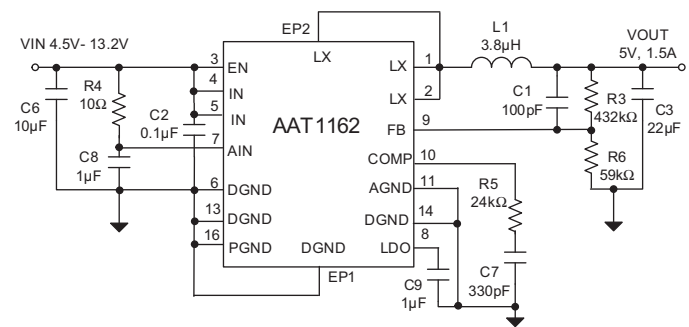 EP2
L1
3.8µH
VOUT
5V, 1.5A
VIN 4.5V- 13.2V
LX
3
EN
4
IN
5
IN
7
AIN
6
DGND
13
DGND
16
PGND
DGND
EP1
AAT1162
1
LX
2
LX
9
FB
10
COMP
11
AGND
14
DGND
8
LDO
R4
10Ω
C6
10µF
C2
0.1µF
C8
1µF
C1
100pF
R3
432kΩ
C3
22µF
R6
59kΩ
R5
24kΩ
C7
330pF
C9
1µF